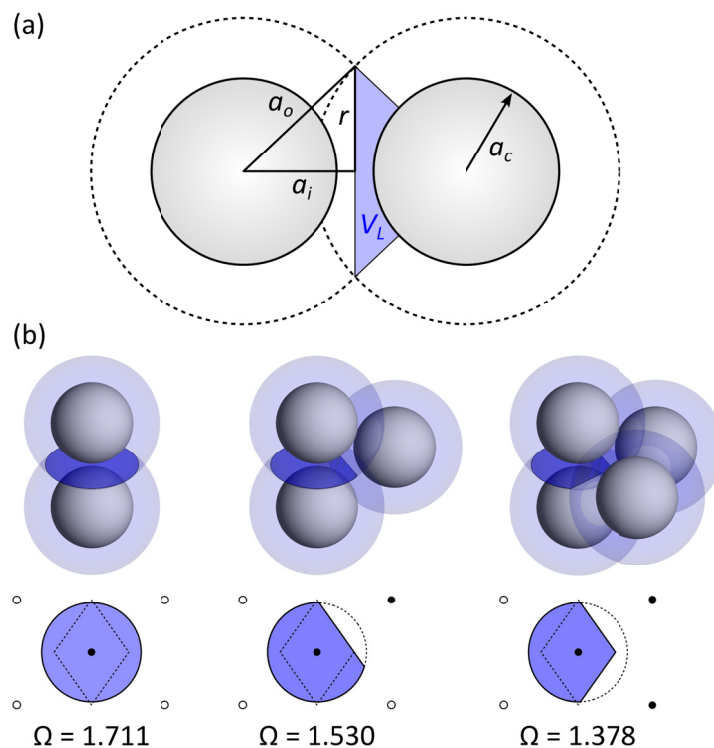 (a)
a_o
r
a_i
a_c
V_L
(b)
Ω = 1.711
Ω = 1.530
Ω = 1.378